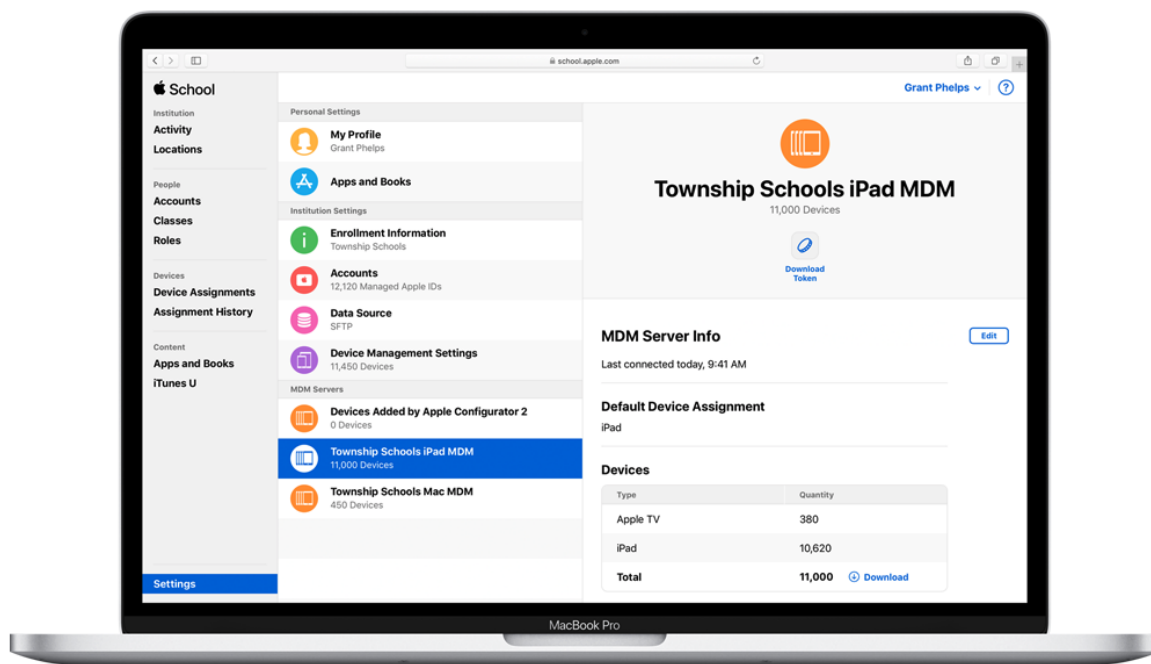 school.apple.com
School
Grant Phelps
?
Institution
Activity
Locations
People
Accounts
Classes
Roles
Devices
Device Assignments
Assignment History
Content
Apps and Books
iTunes U
Settings
Personal Settings
My Profile
Grant Phelps
Apps and Books
Institution Settings
Enrollment Information
Township Schools
Accounts
12,120 Managed Apple IDs
Data Source
SFTP
Device Management Settings
11,450 Devices
MDM Servers
Devices Added by Apple Configurator 2
0 Devices
Township Schools iPad MDM
11,000 Devices
Township Schools Mac MDM
450 Devices
Township Schools iPad MDM
11,000 Devices
Download
Token
MDM Server Info
Edit
Last connected today, 9:41 AM
Default Device Assignment
iPad
Devices
Type Quantity
Apple TV 380
iPad 10,620
Total 11,000 Download
MacBook Pro